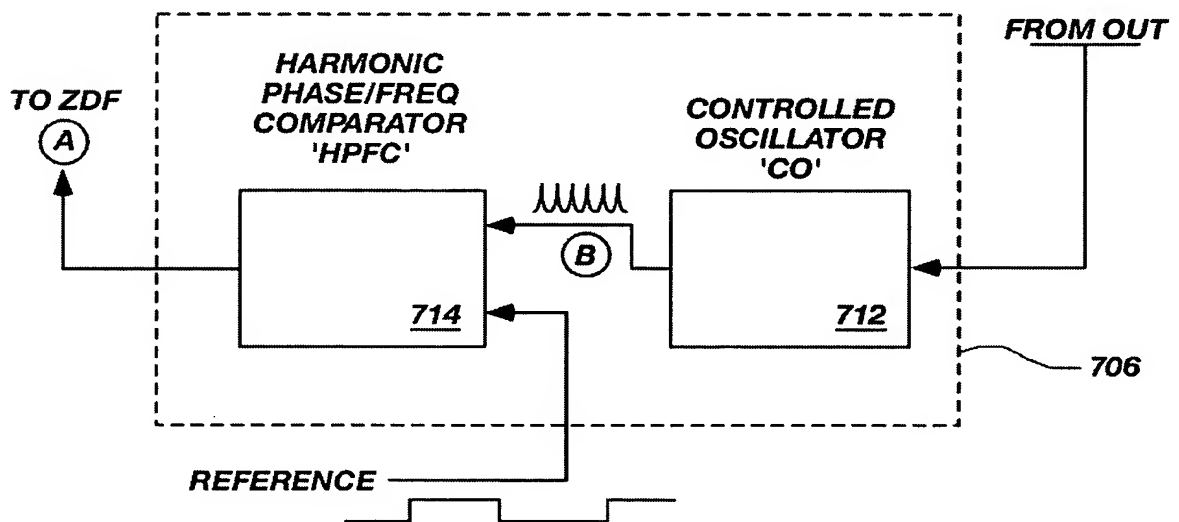 FROM OUT
HARMONIC
PHASE/FREQ
COMPARATOR
'HPFC'
TO ZDF
A
CONTROLLED
OSCILLATOR
'CO'
B
714
712
706
REFERENCE